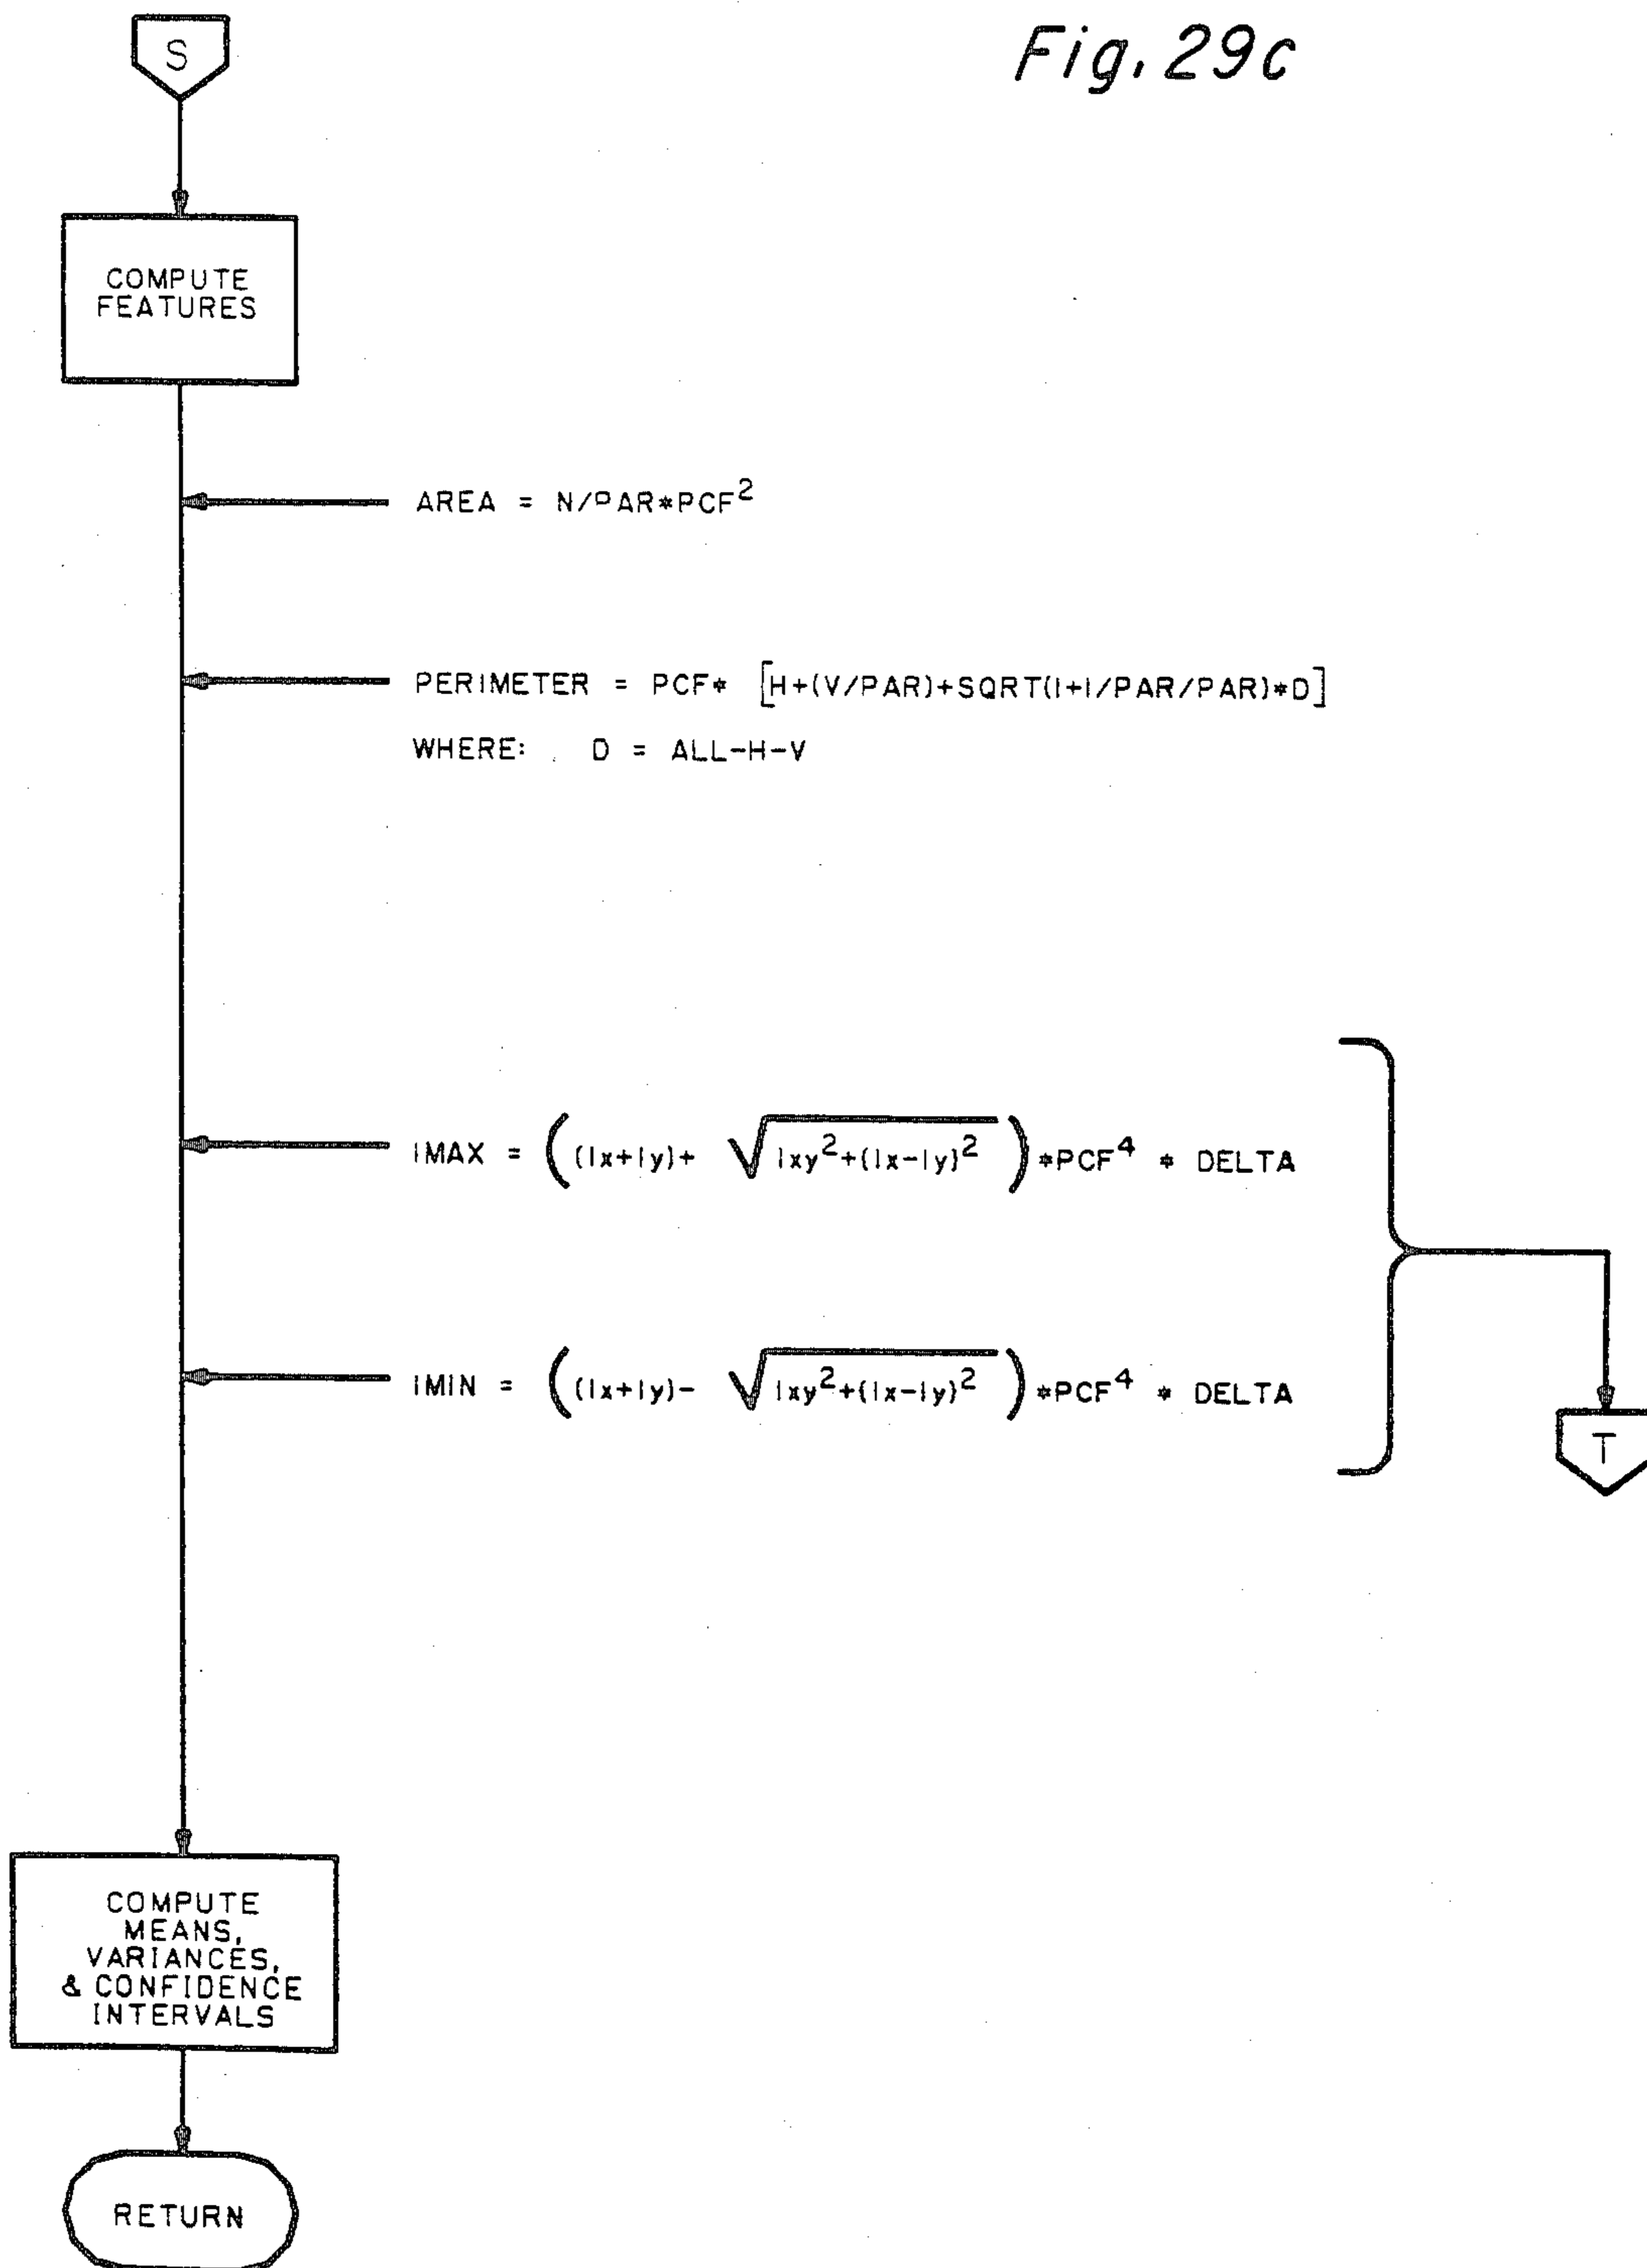 Fig. 29c
S
COMPUTE
FEATURES
AREA = N/PAR*PCF²
PERIMETER = PCF* [H+(V/PAR)+SQRT(1+1/PAR/PAR)*D]
WHERE: D = ALL-H-V
IMAX = ((Ix+Iy)+ √Ixy²+(Ix-Iy)²)*PCF⁴ * DELTA
IMIN = ((Ix+Iy)- √Ixy²+(Ix-Iy)²)*PCF⁴ * DELTA
T
COMPUTE
MEANS,
VARIANCES,
& CONFIDENCE
INTERVALS
RETURN